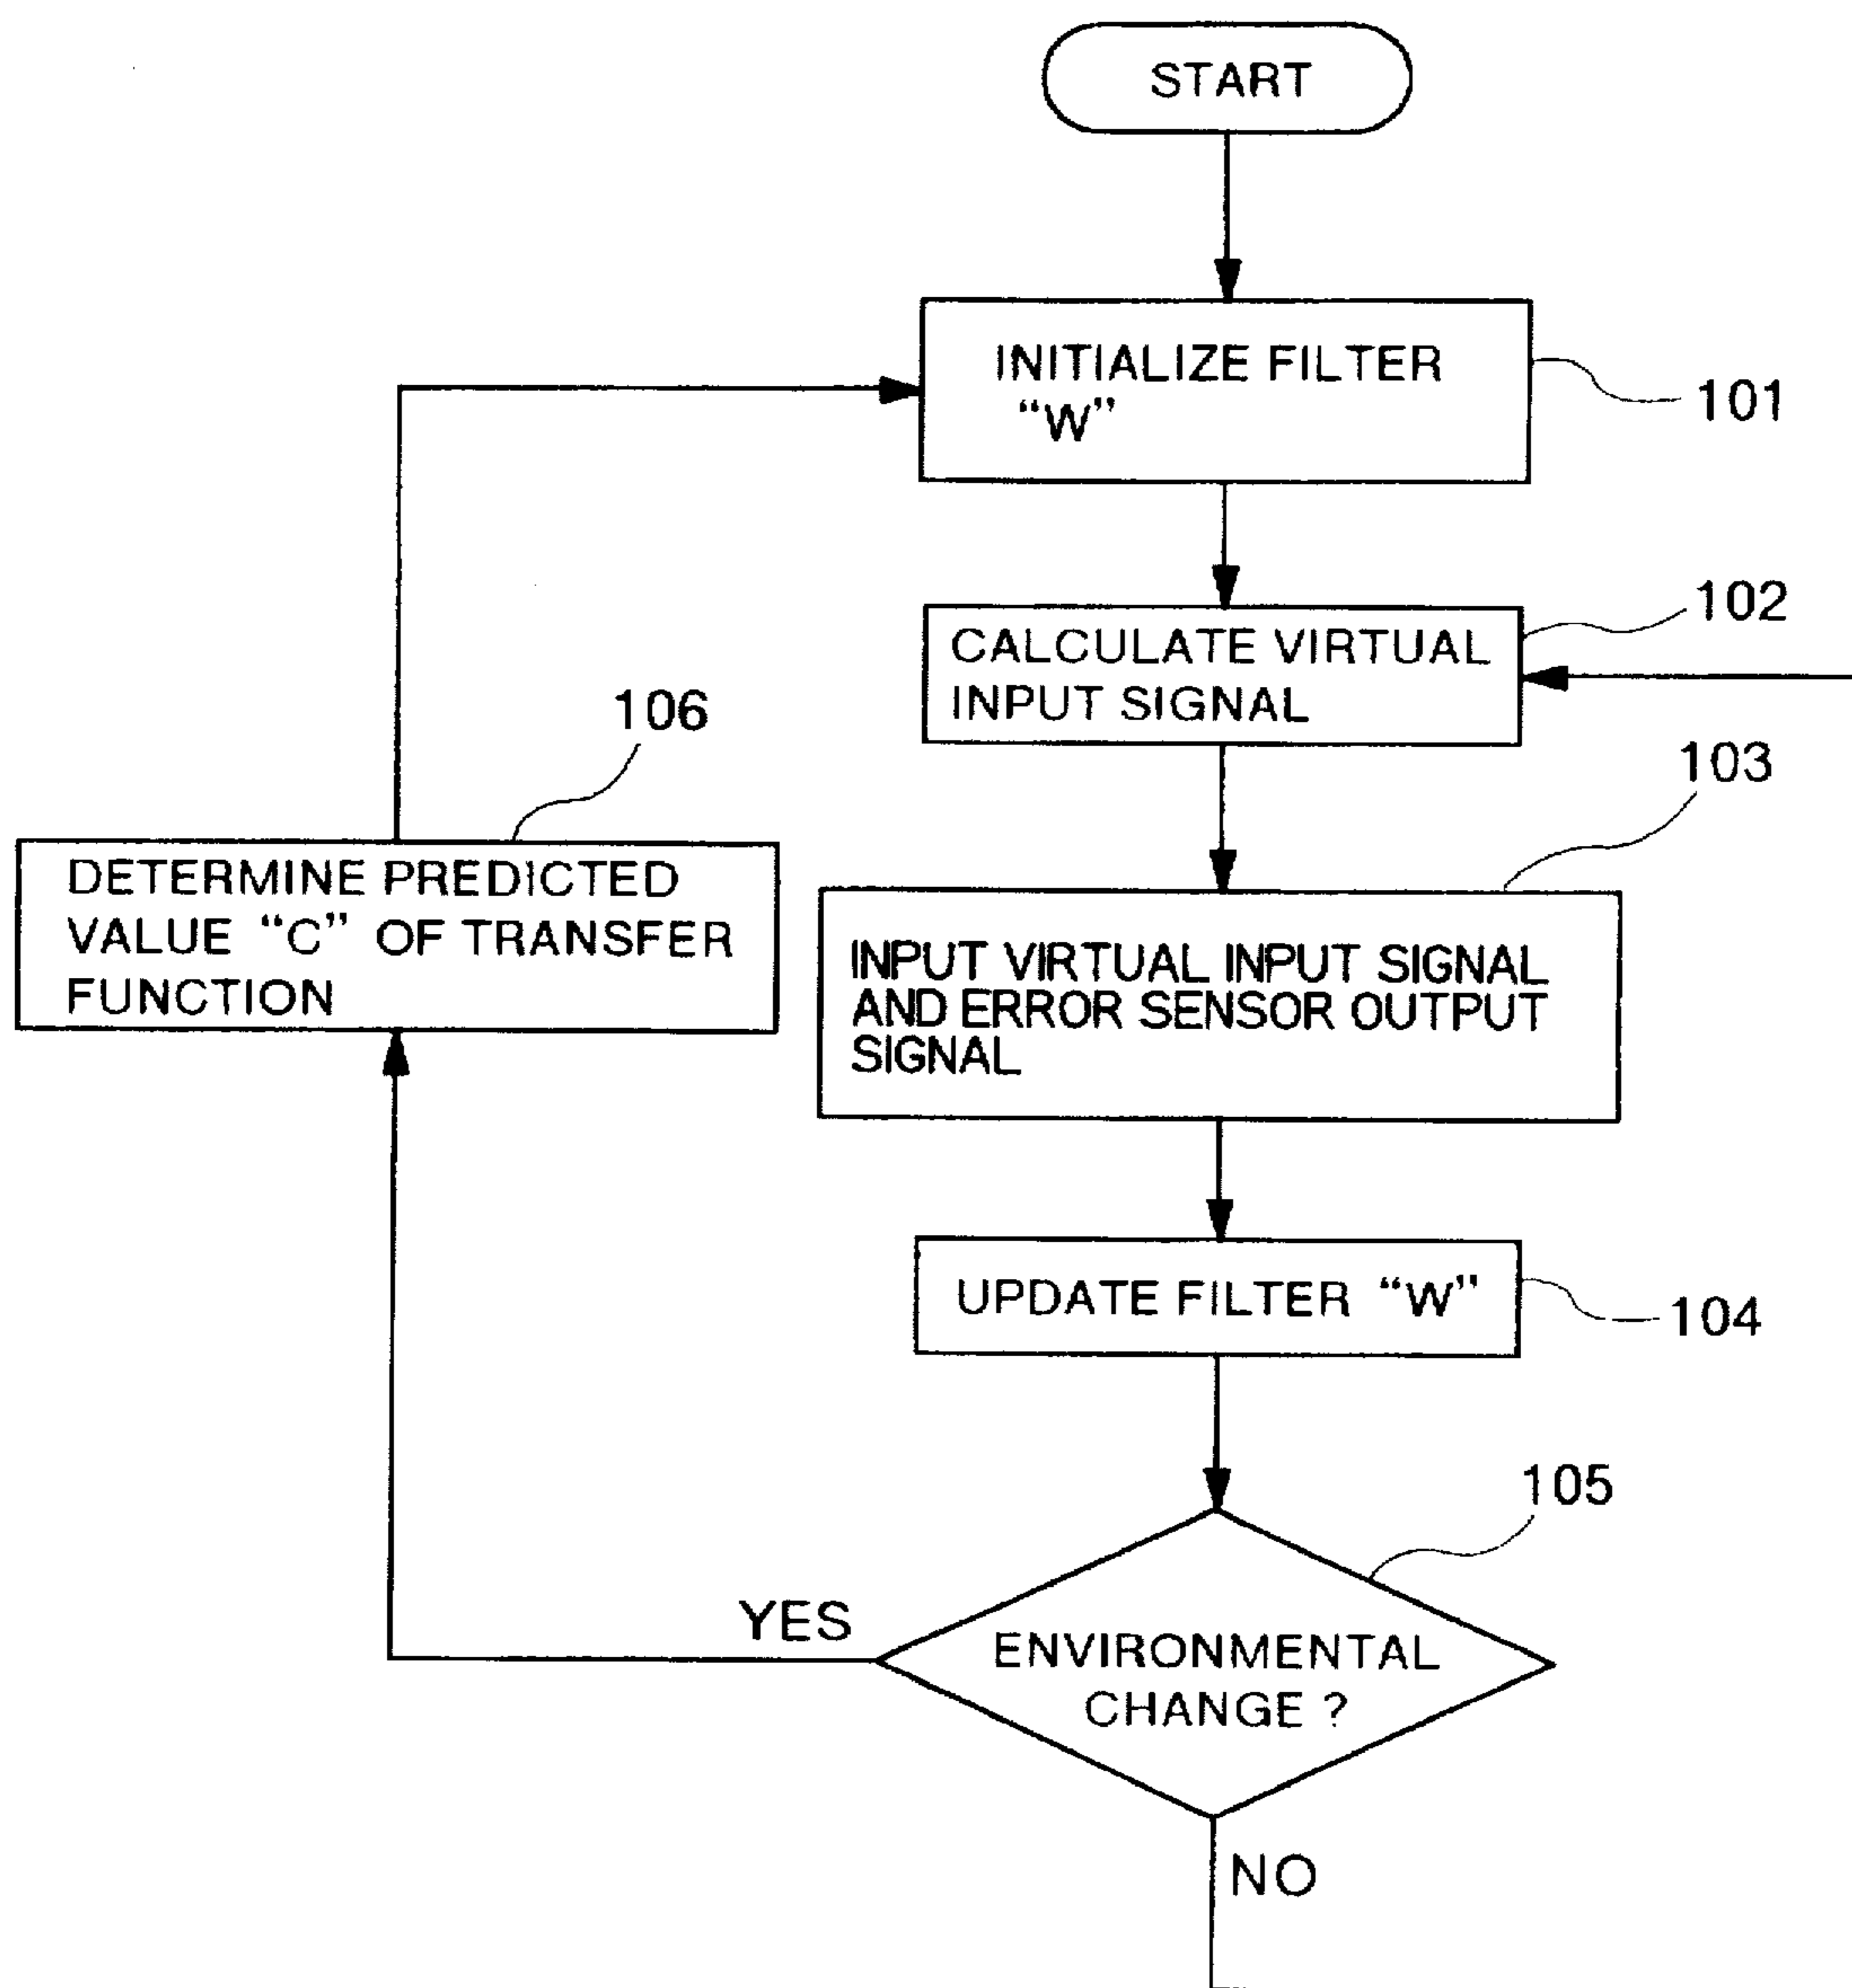 START
INITIALIZE FILTER
“W”
101
CALCULATE VIRTUAL
INPUT SIGNAL
102
103
INPUT VIRTUAL INPUT SIGNAL
AND ERROR SENSOR OUTPUT
SIGNAL
106
DETERMINE PREDICTED
VALUE “C” OF TRANSFER
FUNCTION
UPDATE FILTER “W”
104
105
YES
ENVIRONMENTAL
CHANGE ?
NO